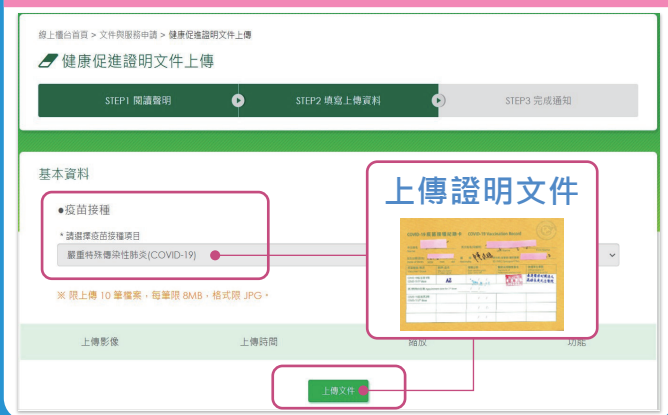 線上櫃台首頁 > 文件與服務申請 > 健康促進證明文件上傳
健康促進證明文件上傳
STEP1 閱讀聲明
STEP2 填寫上傳資料
STEP3 完成通知
基本資料
上傳證明文件
●疫苗接種
*請選擇疫苗接種項目
嚴重特殊傳染性肺炎(COVID-19)
COVID-19 Vaccination Record
AZ
※ 限上傳 10 筆檔案，每筆限 8MB，格式限 JPG。
上傳影像
上傳時間
縮放
功能
上傳文件